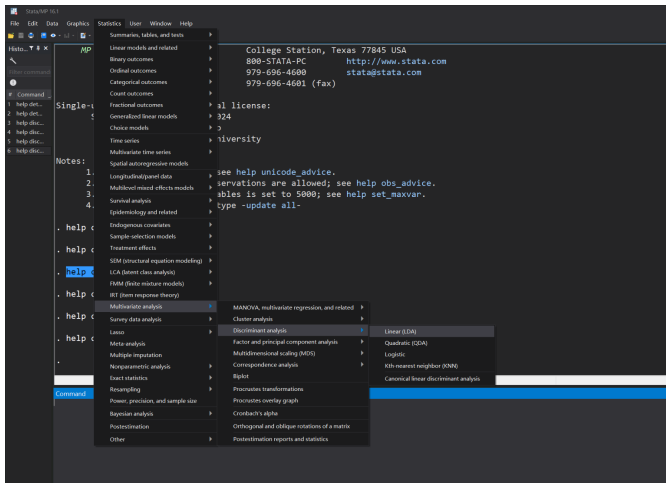 Stata/MP 16.1
File Edit Data Graphics Statistics User Window Help
Histo...
Filter commands
# Command
1 help det...
2 help det...
3 help disc...
4 help disc...
5 help disc...
6 help disc...
MP
College Station, Texas 77845 USA
800-STATA-PC http://www.stata.com
979-696-4600 stata@stata.com
979-696-4601 (fax)
Single-u al license:
S 024
niversity
Notes:
1. see help unicode_advice.
2. servations are allowed; see help obs_advice.
3. ables is set to 5000; see help set_maxvar.
4. type -update all-
. help
. help
. help
. help
. help
. help
.
Command
Summaries, tables, and tests
Linear models and related
Binary outcomes
Ordinal outcomes
Categorical outcomes
Count outcomes
Fractional outcomes
Generalized linear models
Choice models
Time series
Multivariate time series
Spatial autoregressive models
Longitudinal/panel data
Multilevel mixed-effects models
Survival analysis
Epidemiology and related
Endogenous covariates
Sample-selection models
Treatment effects
SEM (structural equation modeling)
LCA (latent class analysis)
FMM (finite mixture models)
IRT (item response theory)
Multivariate analysis
Survey data analysis
Lasso
Meta-analysis
Multiple imputation
Nonparametric analysis
Exact statistics
Resampling
Power, precision, and sample size
Bayesian analysis
Postestimation
Other
MANOVA, multivariate regression, and related
Cluster analysis
Discriminant analysis
Factor and principal component analysis
Multidimensional scaling (MDS)
Correspondence analysis
Biplot
Procrustes transformations
Procrustes overlay graph
Cronbach's alpha
Orthogonal and oblique rotations of a matrix
Postestimation reports and statistics
Linear (LDA)
Quadratic (QDA)
Logistic
Kth-nearest neighbor (KNN)
Canonical linear discriminant analysis